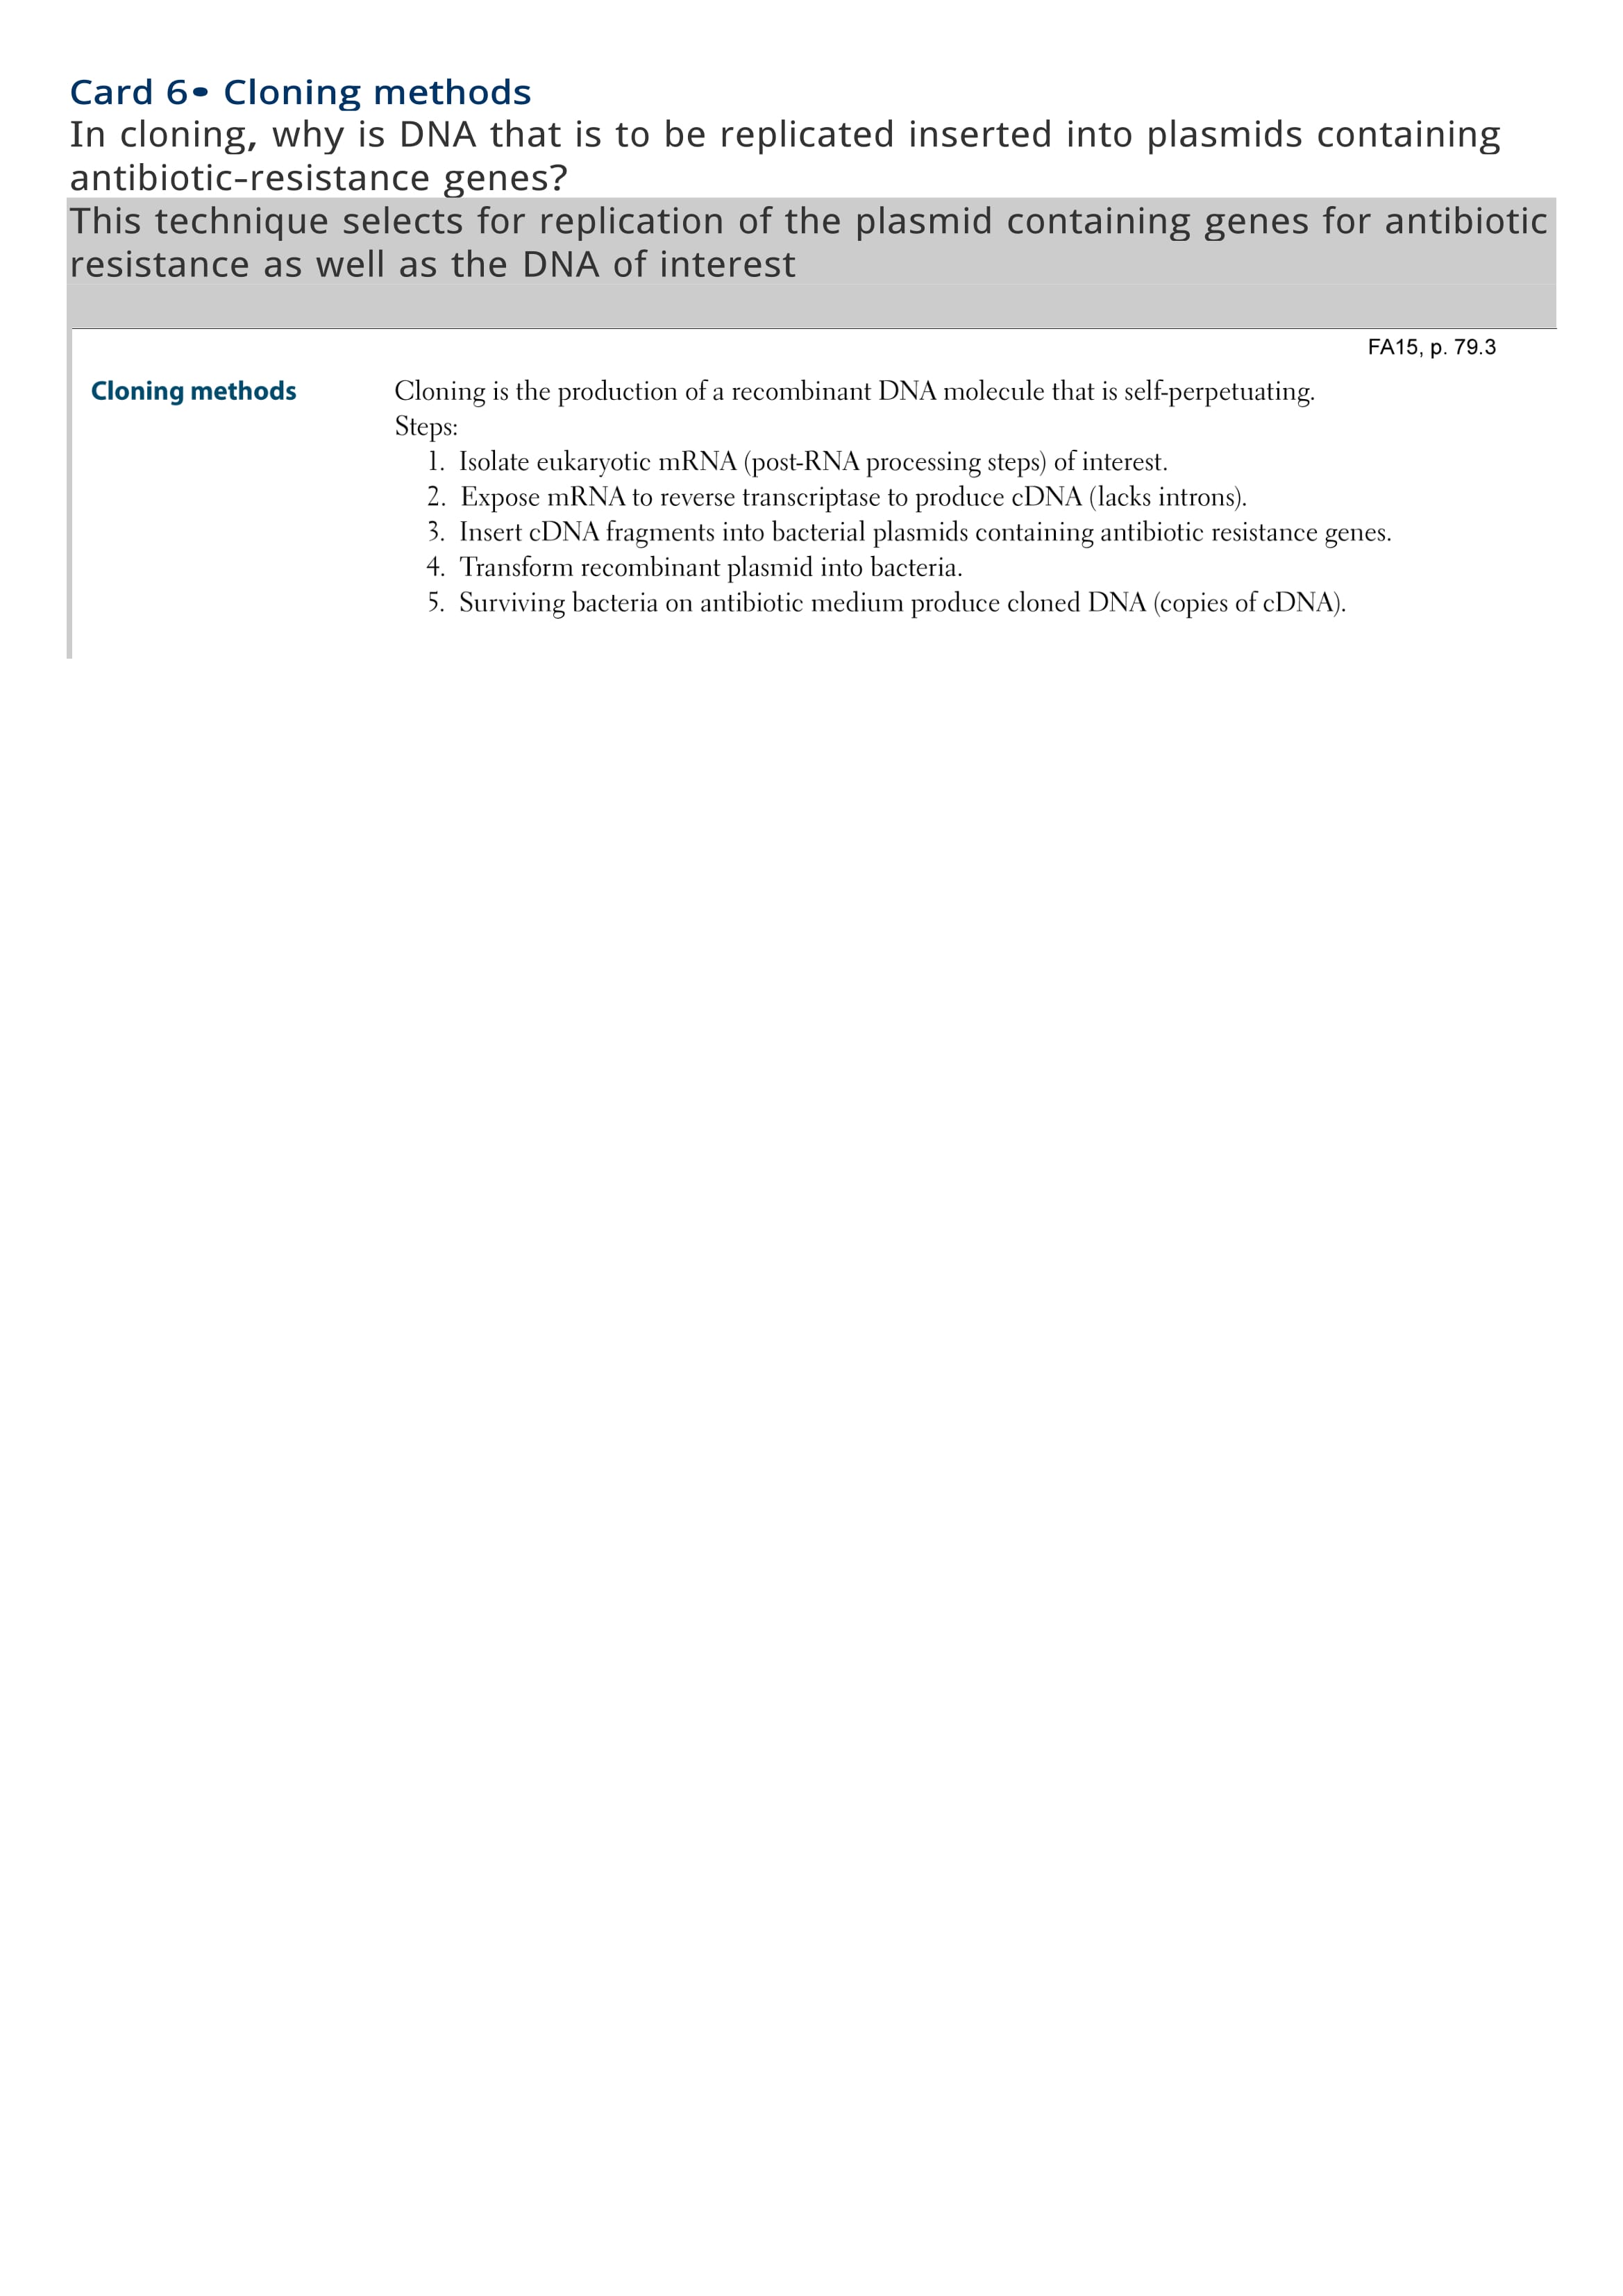 Card 6• Cloning methods
In cloning, why is DNA that is to be replicated inserted into plasmids containing
antibiotic-resistance genes?
This technique selects for replication of the plasmid containing genes for antibiotic
resistance as well as the DNA of interest
FA15, p. 79.3
Cloning methods
Cloning is the production of a recombinant DNA molecule that is self-perpetuating.
Steps:
1. Isolate eukaryotic mRNA (post-RNA processing steps) of interest.
2. Expose mRNA to reverse transcriptase to produce cDNA (lacks introns).
3. Insert cDNA fragments into bacterial plasmids containing antibiotic resistance genes.
4. Transform recombinant plasmid into bacteria.
5. Surviving bacteria on antibiotic medium produce cloned DNA (copies of cDNA).